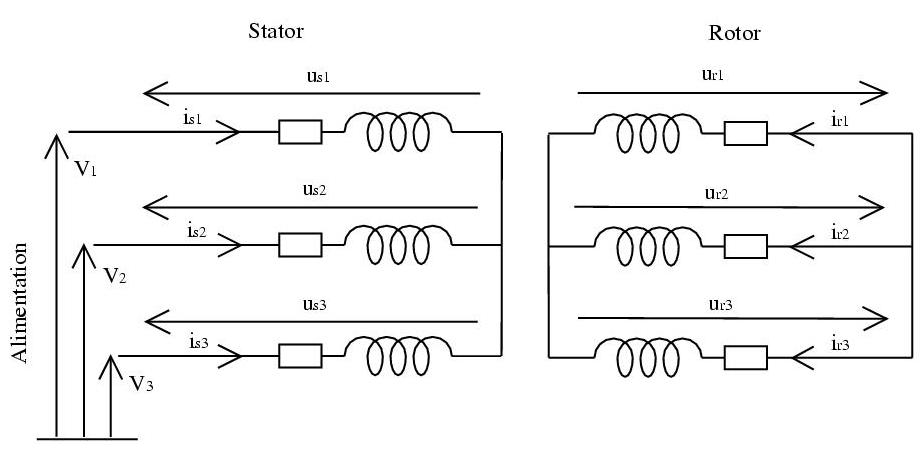 Stator
Rotor
us1
ur1
is1
ir1
V1
us2
ur2
is2
ir2
V2
us3
ur3
is3
ir3
V3
Alimentation